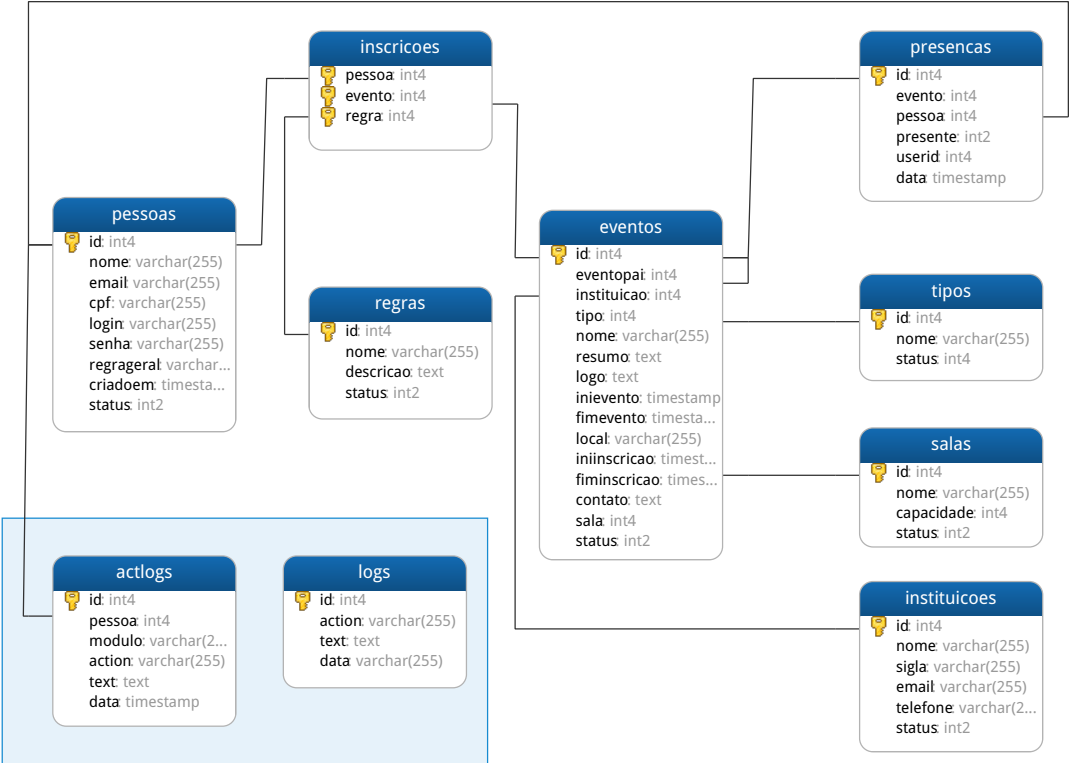 inscricoes
pessoa: int4
evento: int4
regra: int4
presencas
id: int4
evento: int4
pessoa: int4
presente: int2
userid: int4
data: timestamp
pessoas
id: int4
nome: varchar(255)
email: varchar(255)
cpf: varchar(255)
login: varchar(255)
senha: varchar(255)
regrageral: varchar...
criadoem: timesta...
status: int2
regras
id: int4
nome: varchar(255)
descricao: text
status: int2
eventos
id: int4
eventopai: int4
instituicao: int4
tipo: int4
nome: varchar(255)
resumo: text
logo: text
inievento: timestamp
fimevento: timesta...
local: varchar(255)
iniinscricao: timest...
fiminscricao: times...
contato: text
sala: int4
status: int2
tipos
id: int4
nome: varchar(255)
status: int4
salas
id: int4
nome: varchar(255)
capacidade: int4
status: int2
actlogs
id: int4
pessoa: int4
modulo: varchar(2...
action: varchar(255)
text: text
data: timestamp
logs
id: int4
action: varchar(255)
text: text
data: varchar(255)
instituicoes
id: int4
nome: varchar(255)
sigla: varchar(255)
email: varchar(255)
telefone: varchar(2...
status: int2